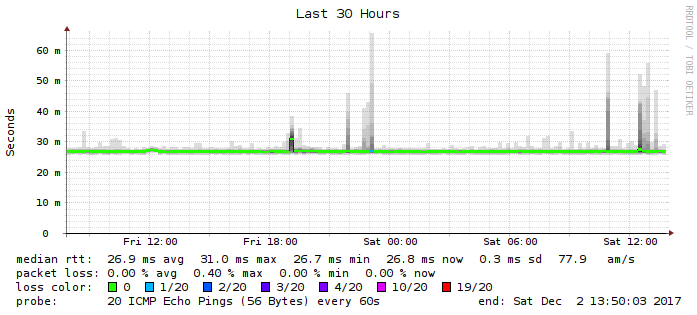 Last 30 Hours
RRDTOOL / TOBI OETIKER
Seconds
60 m
50 m
40 m
30 m
20 m
10 m
0
Fri 12:00 Fri 18:00 Sat 00:00 Sat 06:00 Sat 12:00
median rtt: 26.9 ms avg 31.0 ms max 26.7 ms min 26.8 ms now 0.3 ms sd 77.9 am/s
packet loss: 0.00 % avg 0.40 % max 0.00 % min 0.00 % now
loss color: 0 1/20 2/20 3/20 4/20 10/20 19/20
probe: 20 ICMP Echo Pings (56 Bytes) every 60s end: Sat Dec 2 13:50:03 2017